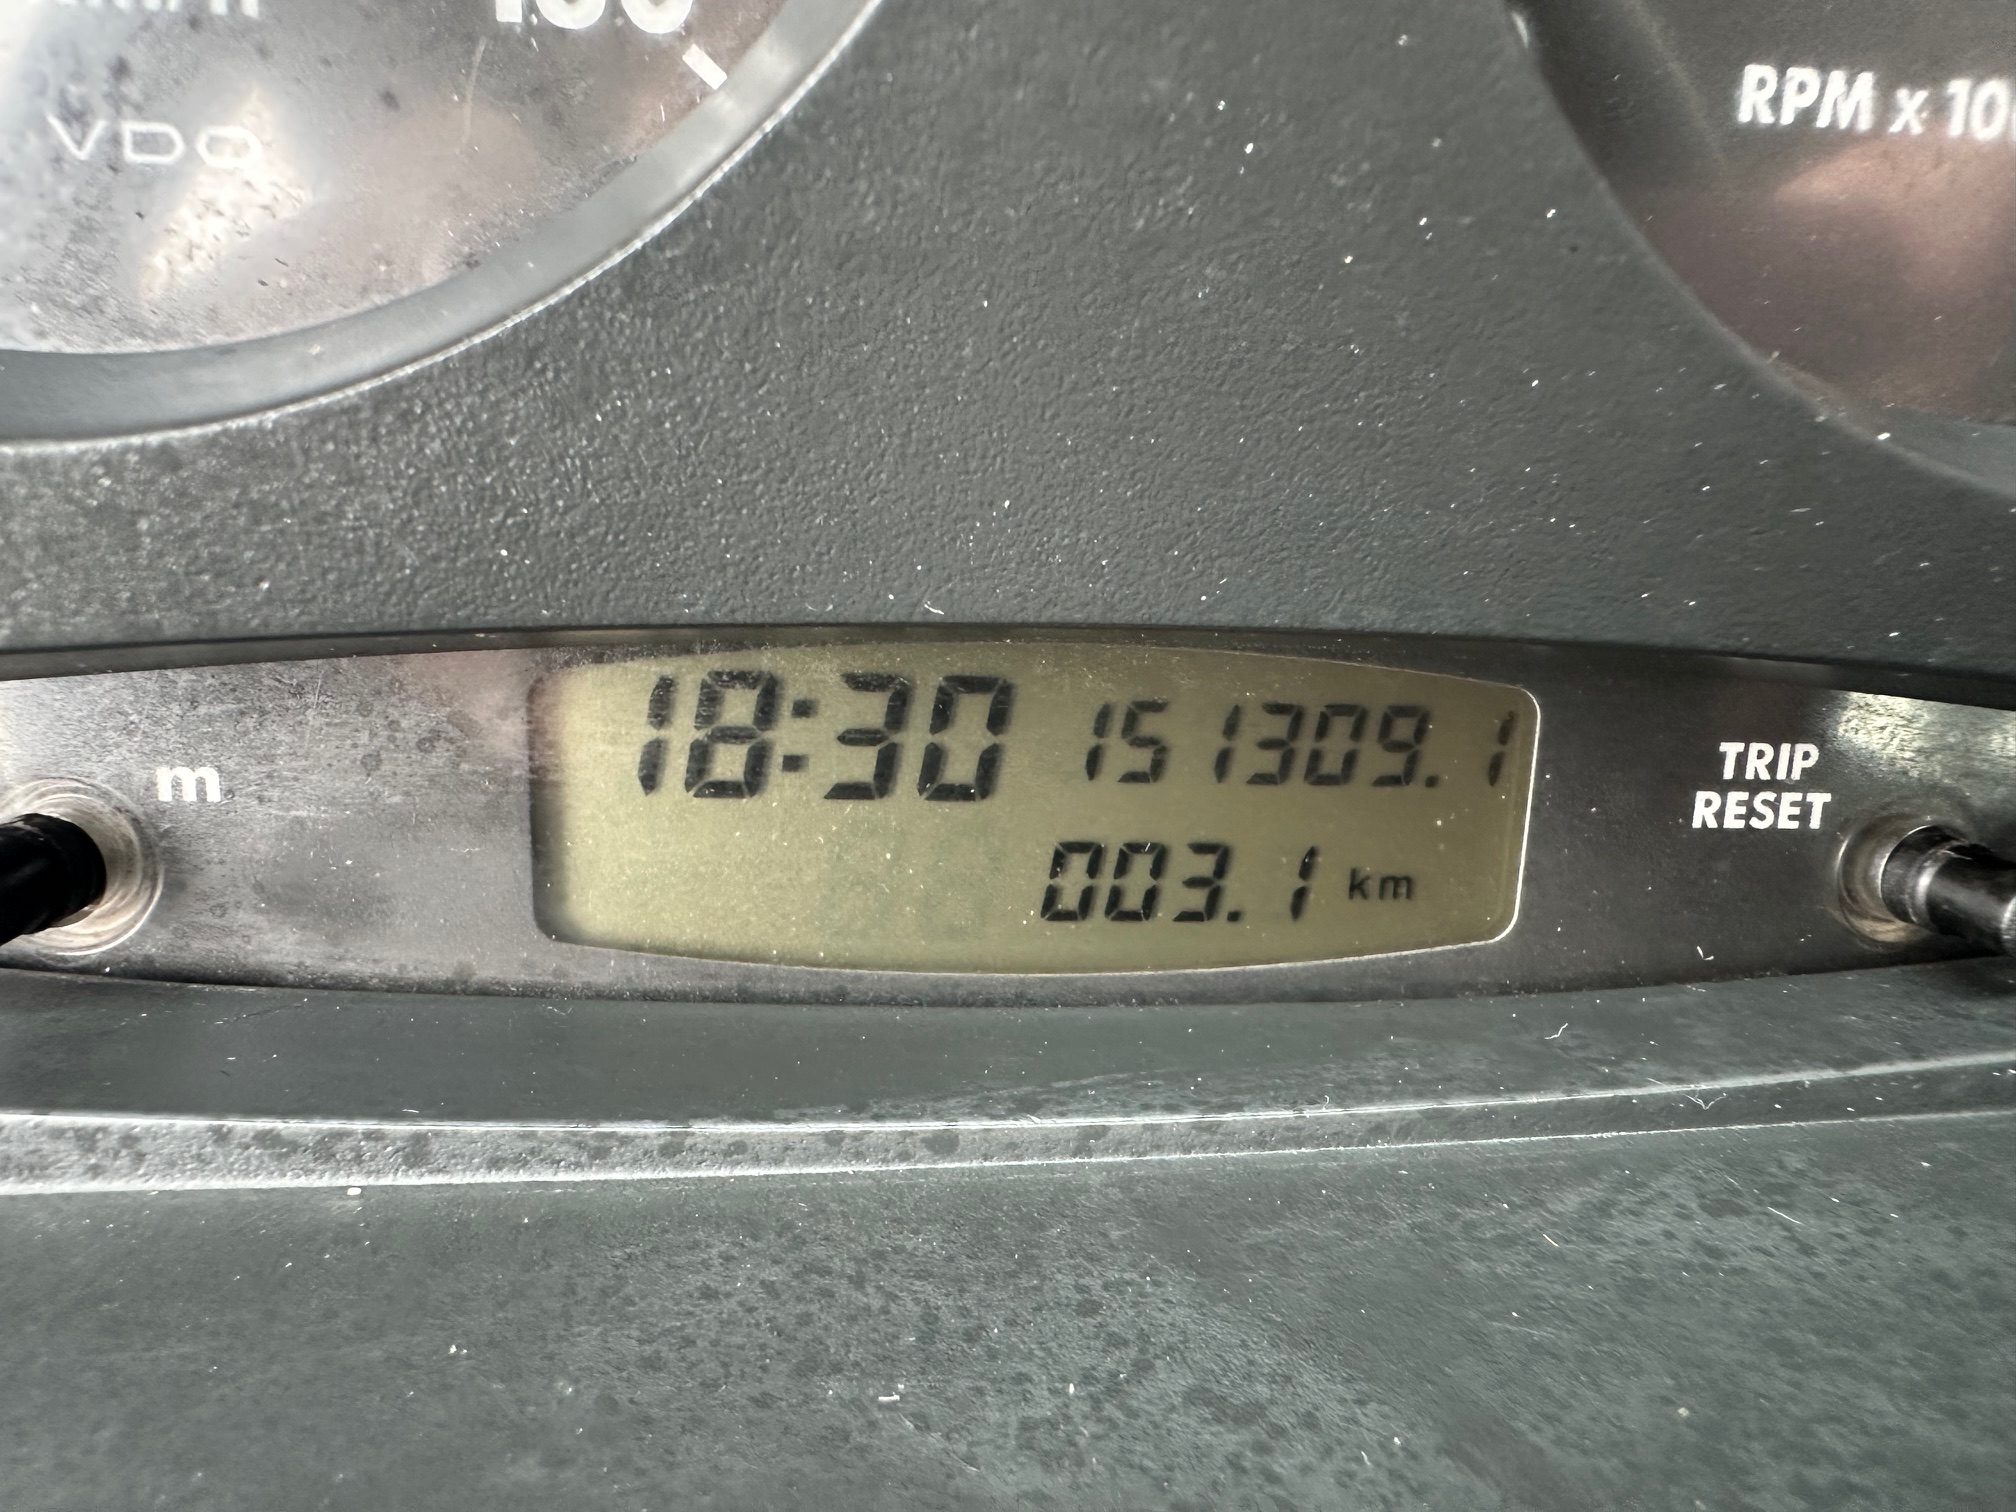 VDO
RPM x 10
m
18:30 151309.1
003.1 km
TRIP
RESET